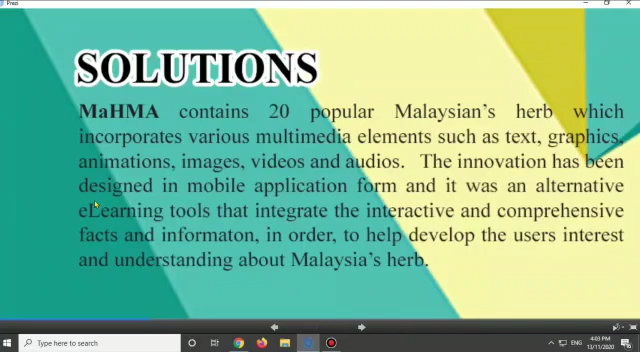 Prezi
SOLUTIONS
MaHMA contains 20 popular Malaysian's herb which
incorporates various multimedia elements such as text, graphics,
animations, images, videos and audios. The innovation has been
designed in mobile application form and it was an alternative
eLearning tools that integrate the interactive and comprehensive
facts and informaton, in order, to help develop the users interest
and understanding about Malaysia's herb.
Type here to search
ENG
4:03 PM
13/11/2020